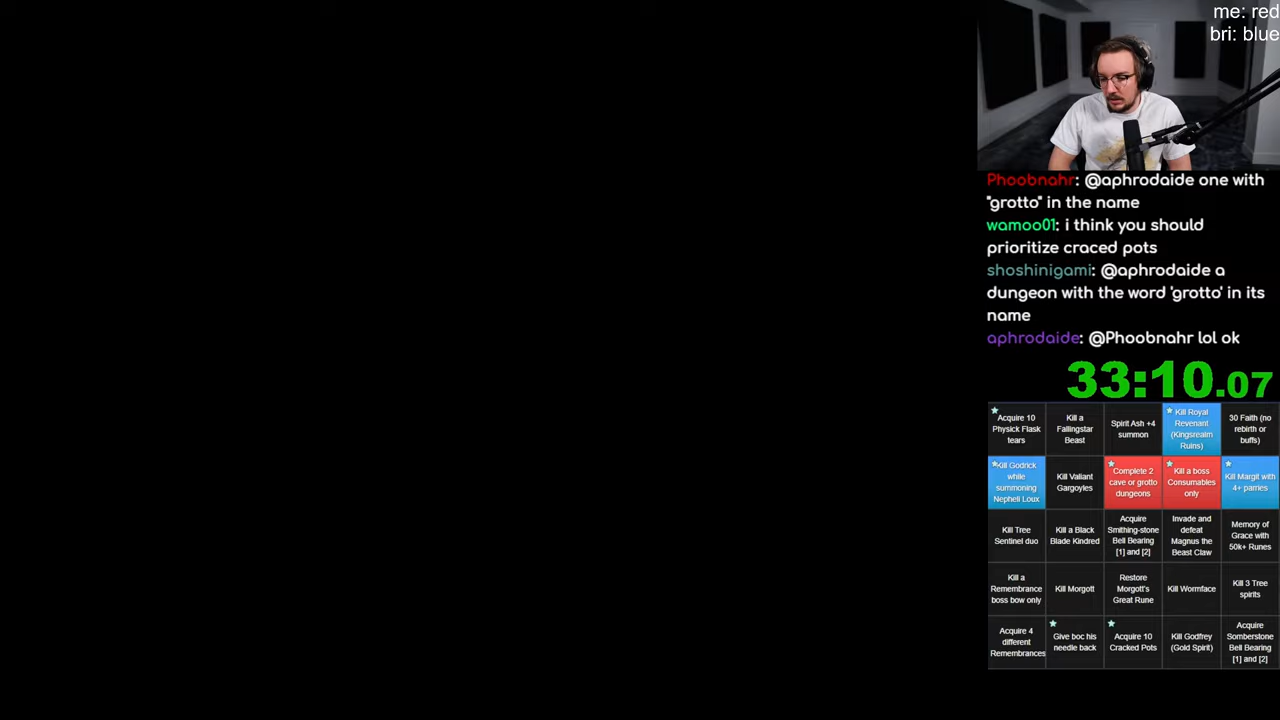 me: red
bri: blue
Phoobnahr: @aphrodaide one with
"grotto" in the name
wamoo01: i think you should
prioritize craced pots
shoshinigami: @aphrodaide a
dungeon with the word 'grotto' in its
name
aphrodaide: @Phoobnahr lol ok
33:10.07
Acquire 10
Physick Flask
tears
Kill a
Fallingstar
Beast
Spirit Ash +4
summon
Kill Royal
Revenant
(Kingsrealm
Ruins)
30 Faith (no
rebirth or
buffs)
Kill Godrick
while
summoning
Nepheli Loux
Kill Valiant
Gargoyles
Complete 2
cave or grotto
dungeons
Kill a boss
Consumables
only
Kill Margit with
4+ parries
Kill Tree
Sentinel duo
Kill a Black
Blade Kindred
Acquire
Smithing-stone
Bell Bearing
[1] and [2]
Invade and
defeat
Magnus the
Beast Claw
Memory of
Grace with
50k+ Runes
Kill a
Remembrance
boss bow only
Kill Morgott
Restore
Morgott's
Great Rune
Kill Wormface
Kill 3 Tree
spirits
Acquire 4
different
Remembrances
Give boc his
needle back
Acquire 10
Cracked Pots
Kill Godfrey
(Gold Spirit)
Acquire
Somberstone
Bell Bearing
[1] and [2]